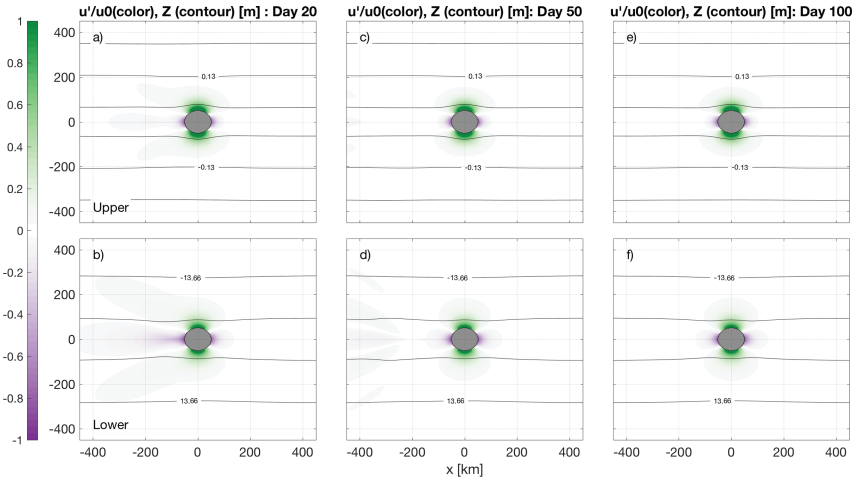 u'/u0(color), Z (contour) [m] : Day 20
u'/u0(color), Z (contour) [m]: Day 50
u'/u0(color), Z (contour) [m]: Day 100
1
0.8
0.6
0.4
0.2
0
-0.2
-0.4
-0.6
-0.8
-1
400
200
0
-200
-400
a)
0.13
-0.13
Upper
c)
0.13
-0.13
e)
0.13
-0.13
400
200
0
-200
-400
b)
-13.66
13.66
Lower
d)
-13.66
13.66
f)
-13.66
13.66
-400 -200 0 200 400
-400 -200 0 200 400
-400 -200 0 200 400
x [km]